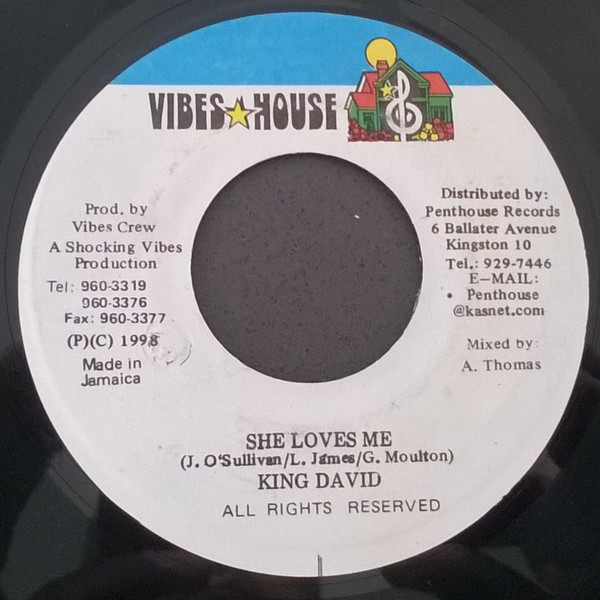 VIBES HOUSE
Prod. by
Vibes Crew
A Shocking Vibes
Production
Tel: 960-3319
960-3376
Fax: 960-3377
(P)(C) 1998
Made in
Jamaica
Distributed by:
Penthouse Records
6 Ballater Avenue
Kingston 10
Tel.: 929-7446
E-MAIL:
Penthouse
@kasnet.com
Mixed by:
A. Thomas
SHE LOVES ME
(J. O'Sullivan/L. James/G. Moulton)
KING DAVID
ALL RIGHTS RESERVED